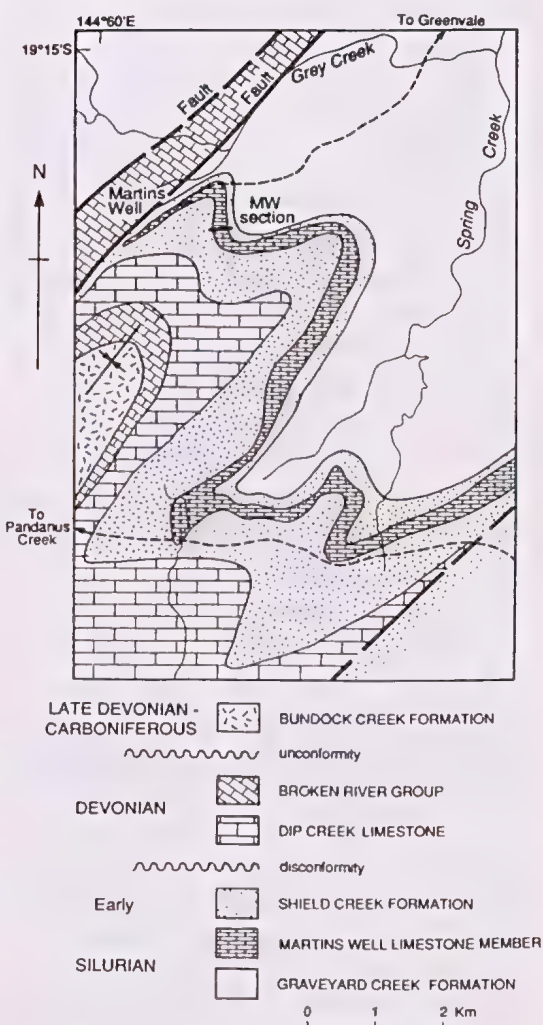 144°60'E
To Greenvale
19°15'S
Grey Creek
Fault
Fault
Spring Creek
N
Martins
Well
MW
section
To
Pandanus
Creek
LATE DEVONIAN -
CARBONIFEROUS
BUNDOCK CREEK FORMATION
unconformity
BROKEN RIVER GROUP
DEVONIAN
DIP CREEK LIMESTONE
disconformity
Early
SHIELD CREEK FORMATION
MARTINS WELL LIMESTONE MEMBER
SILURIAN
GRAVEYARD CREEK FORMATION
0 1 2 Km